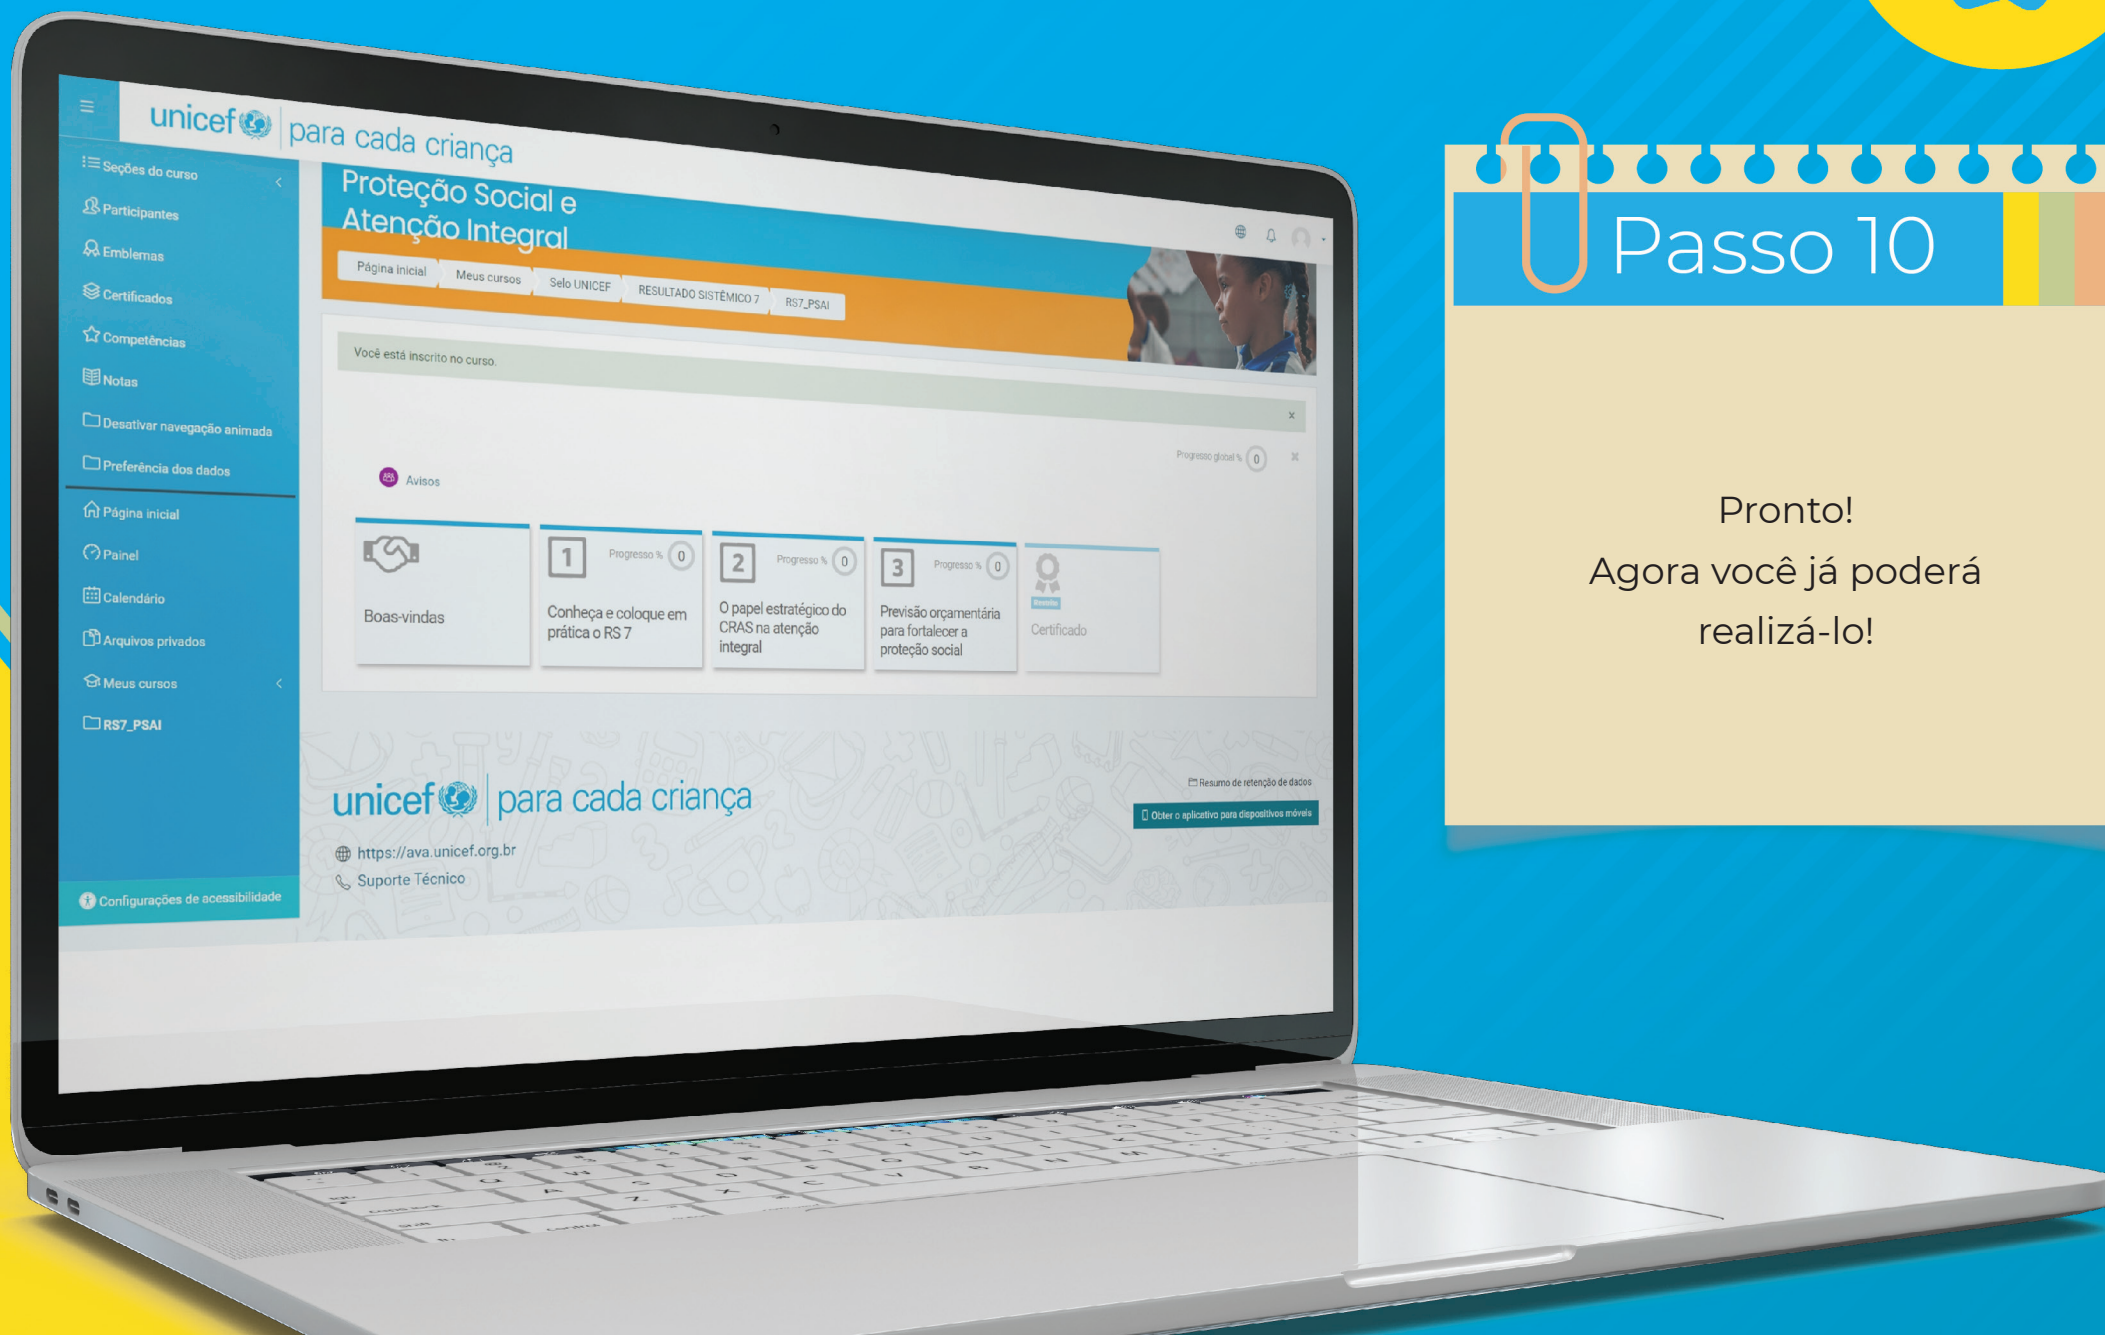 unicef para cada criança
Seções do curso
Participantes
Emblemas
Certificados
Competências
Notas
Desativar navegação animada
Preferência dos dados
Página inicial
Painel
Calendário
Arquivos privados
Meus cursos
RS7_PSAI
Configurações de acessibilidade
Proteção Social e
Atenção Integral
Página inicial Meus cursos Selo UNICEF RESULTADO SISTÊMICO 7 RS7_PSAI
Você está inscrito no curso.
Progresso global % 0
Avisos
Boas-vindas
1 Progresso % 0
Conheça e coloque em
prática o RS 7
2 Progresso % 0
O papel estratégico do
CRAS na atenção
integral
3 Progresso % 0
Previsão orçamentária
para fortalecer a
proteção social
Restrito
Certificado
unicef para cada criança
https://ava.unicef.org.br
Suporte Técnico
Resumo de retenção de dados
Obter o aplicativo para dispositivos móveis
Passo 10
Pronto!
Agora você já poderá
realizá-lo!